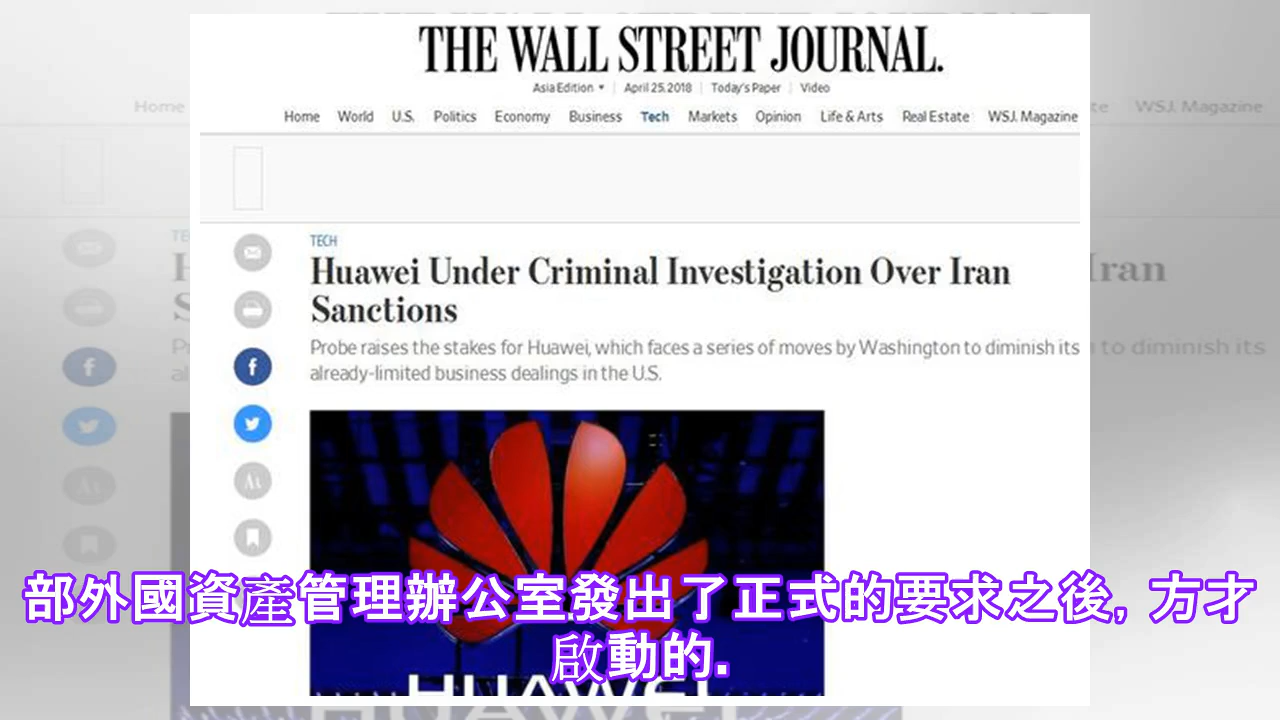 THE WALL STREET JOURNAL.
Asia Edition ▾ | April 25, 2018 | Today's Paper | Video
Home World U.S. Politics Economy Business Tech Markets Opinion Life & Arts Real Estate WSJ. Magazine
TECH
Huawei Under Criminal Investigation Over Iran
Sanctions
Probe raises the stakes for Huawei, which faces a series of moves by Washington to diminish its
already-limited business dealings in the U.S.
HUAWEI
部外國資產管理辦公室發出了正式的要求之後, 方才
啟動的.